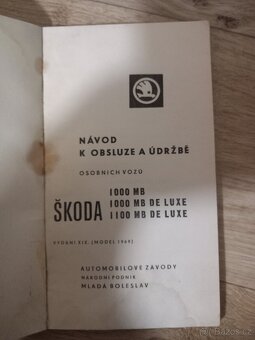 NÁVOD
K OBSLUZE A ÚDRŽBĚ
OSOBNÍCH VOZŮ
ŠKODA
1000 MB
1000 MB DE LUXE
1100 MB DE LUXE
VYDÁNÍ XIX. (MODEL 1969)
AUTOMOBILOVÉ ZÁVODY
NÁRODNÍ PODNIK
MLADÁ BOLESLAV